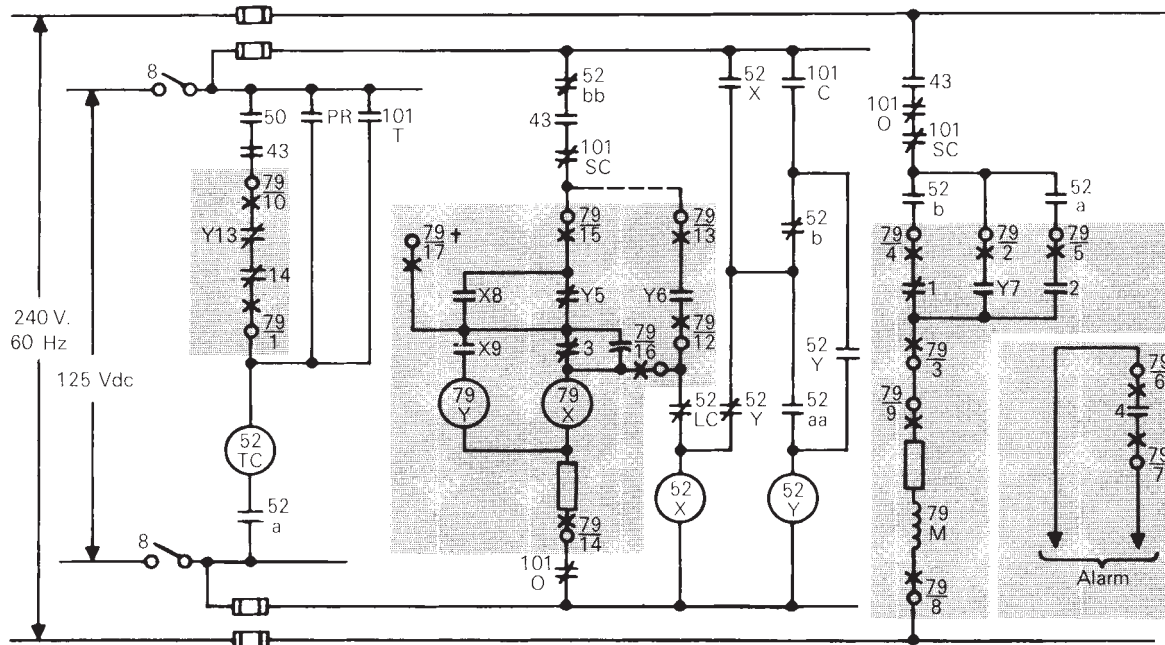 8
50
PR
101
T
43
79
10
Y13
14
79
1
52
TC
52
a
8
240 V.
60 Hz
125 Vdc
52
bb
43
101
SC
79
17 †
79
15
79
13
X8
Y5
Y6
X9
3
79
16
79
12
79
Y
79
X
52
LC
52
Y
79
14
101
O
52
X
52
X
101
C
52
b
52
Y
52
aa
52
Y
43
101
O
101
SC
52
b
52
a
79
4
79
2
79
5
1
Y7
2
79
3
79
9
79
M
79
8
79
6
4
79
7
Alarm